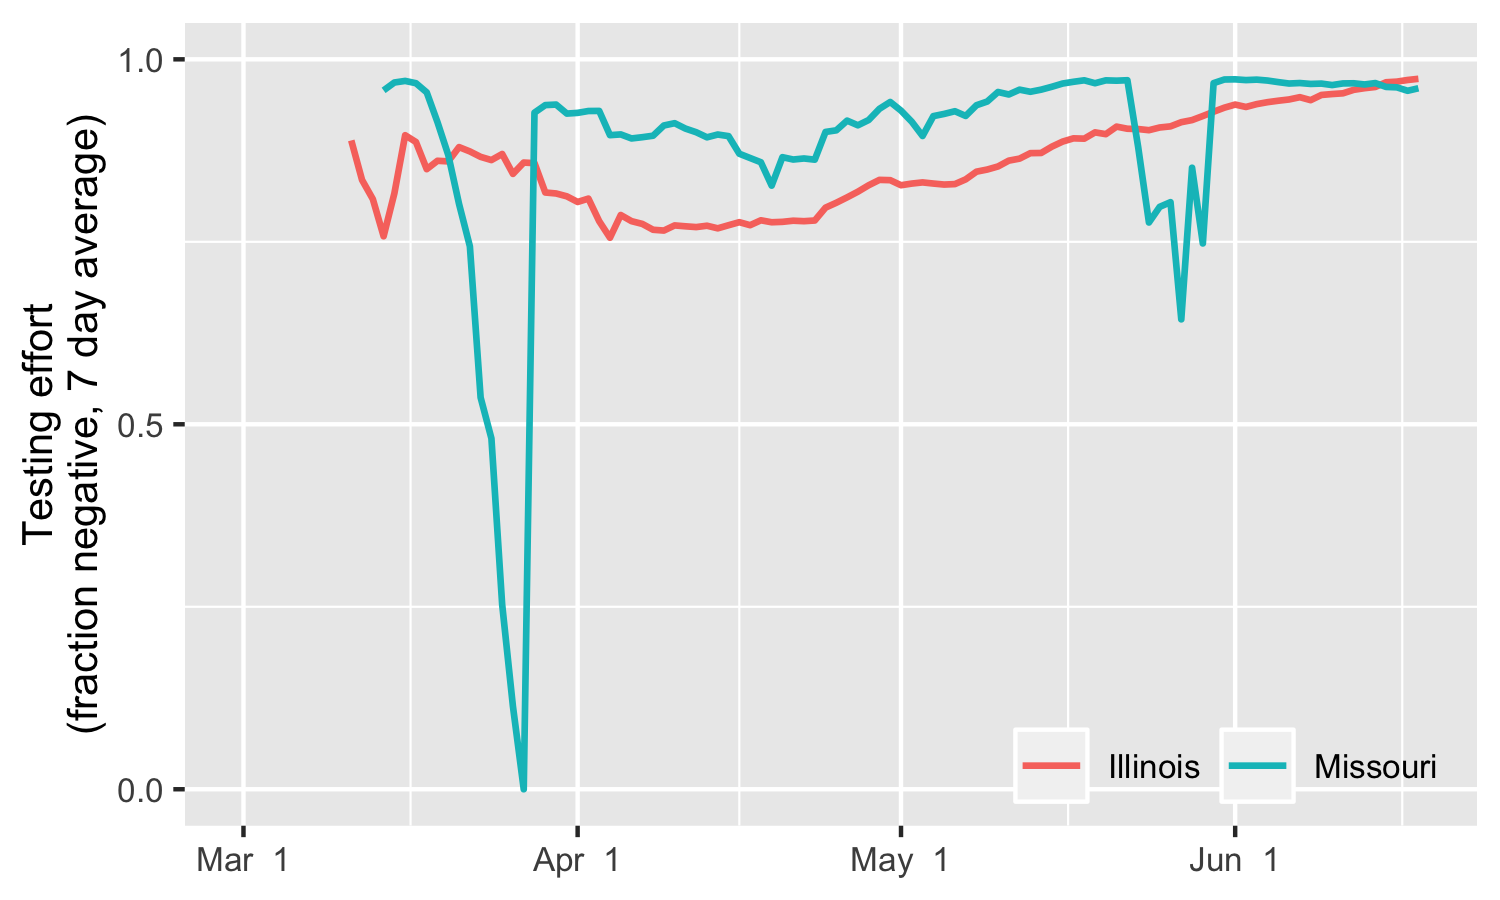 Testing effort
(fraction negative, 7 day average)
1.0
0.5
0.0
Mar 1
Apr 1
May 1
Jun 1
Illinois
Missouri